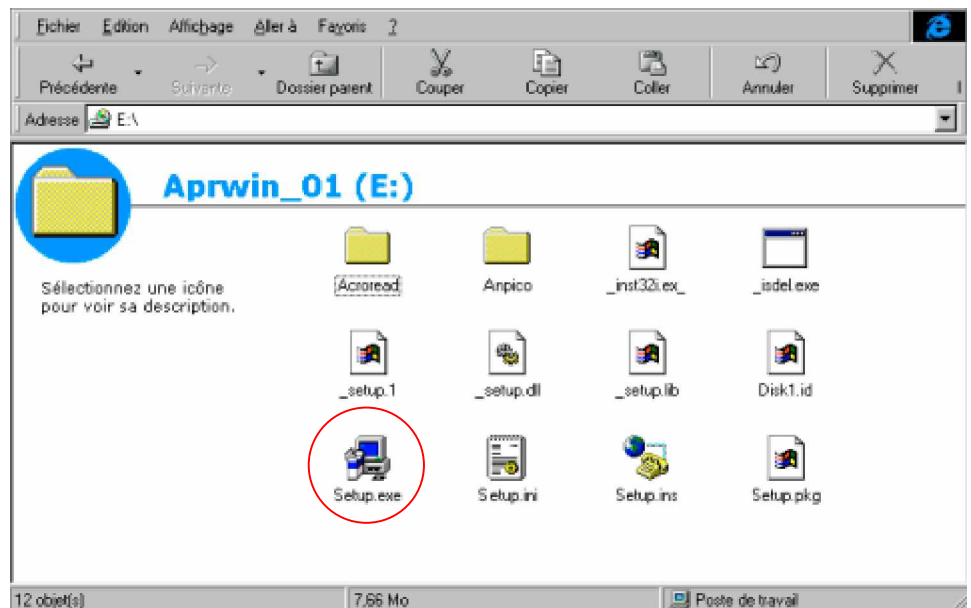 Fichier Edition Affichage Aller à Favoris ?
Précédente Suivante Dossier parent Couper Copier Coller Annuler Supprimer
Adresse E:\
Aprwin_01 (E:)
Sélectionnez une icône
pour voir sa description.
Acroread Anpico _inst32i.ex_ _isdel.exe
_setup.1 _setup.dll _setup.lib Disk1.id
Setup.exe Setup.ini Setup.ins Setup.pkg
12 objet(s) 7,66 Mo Poste de travail